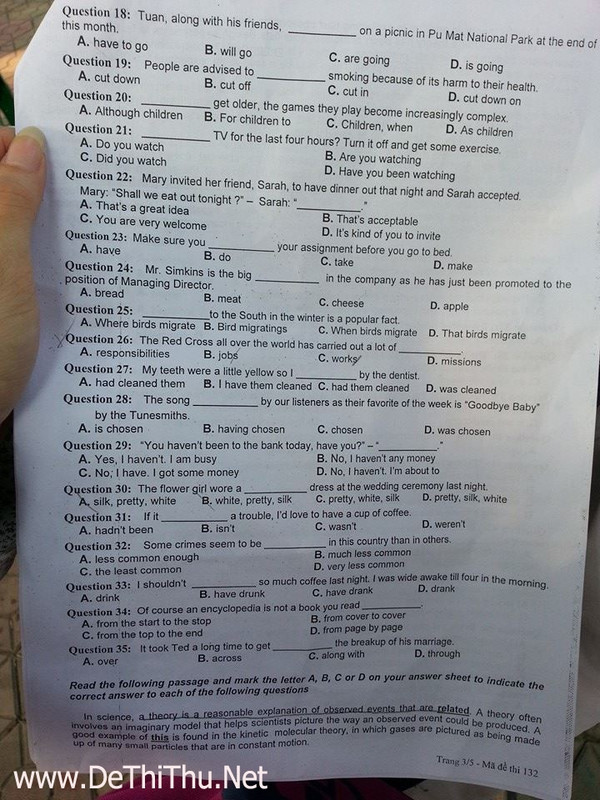 Question 18: Tuan, along with his friends, __________ on a picnic in Pu Mat National Park at the end of
this month.
A. have to go B. will go C. are going D. is going
Question 19: People are advised to __________ smoking because of its harm to their health.
A. cut down B. cut off C. cut in D. cut down on
Question 20: __________ get older, the games they play become increasingly complex.
A. Although children B. For children to C. Children, when D. As children
Question 21: __________ TV for the last four hours? Turn it off and get some exercise.
A. Do you watch B. Are you watching
C. Did you watch D. Have you been watching
Question 22: Mary invited her friend, Sarah, to have dinner out that night and Sarah accepted.
Mary: "Shall we eat out tonight ?" – Sarah: "__________."
A. That's a great idea B. That's acceptable
C. You are very welcome D. It's kind of you to invite
Question 23: Make sure you __________ your assignment before you go to bed.
A. have B. do C. take D. make
Question 24: Mr. Simkins is the big __________ in the company as he has just been promoted to the
position of Managing Director.
A. bread B. meat C. cheese D. apple
Question 25: __________to the South in the winter is a popular fact.
A. Where birds migrate B. Bird migratings C. When birds migrate D. That birds migrate
Question 26: The Red Cross all over the world has carried out a lot of __________
A. responsibilities B. jobs C. works D. missions
Question 27: My teeth were a little yellow so I __________ by the dentist.
A. had cleaned them B. I have them cleaned C. had them cleaned D. was cleaned
Question 28: The song __________ by our listeners as their favorite of the week is "Goodbye Baby"
by the Tunesmiths.
A. is chosen B. having chosen C. chosen D. was chosen
Question 29: "You haven't been to the bank today, have you?" – "__________."
A. Yes, I haven't. I am busy B. No, I haven't any money
C. No, I have. I got some money D. No, I haven't. I'm about to
Question 30: The flower girl wore a __________ dress at the wedding ceremony last night.
A. silk, pretty, white B. white, pretty, silk C. pretty, white, silk D. pretty, silk, white
Question 31: If it __________ a trouble, I'd love to have a cup of coffee.
A. hadn't been B. isn't C. wasn't D. weren't
Question 32: Some crimes seem to be __________ in this country than in others.
A. less common enough B. much less common
C. the least common D. very less common
Question 33: I shouldn't __________ so much coffee last night. I was wide awake till four in the morning.
A. drink B. have drunk C. have drank D. drank
Question 34: Of course an encyclopedia is not a book you read __________.
A. from the start to the stop B. from cover to cover
C. from the top to the end D. from page by page
Question 35: It took Ted a long time to get __________ the breakup of his marriage.
A. over B. across C. along with D. through
Read the following passage and mark the letter A, B, C or D on your answer sheet to indicate the
correct answer to each of the following questions
In science, a theory is a reasonable explanation of observed events that are related. A theory often
involves an imaginary model that helps scientists picture the way an observed event could be produced. A
good example of this is found in the kinetic molecular theory, in which gases are pictured as being made
up of many small particles that are in constant motion.
Trang 3/5 - Mã đề thi 132
www.DeThiThu.Net